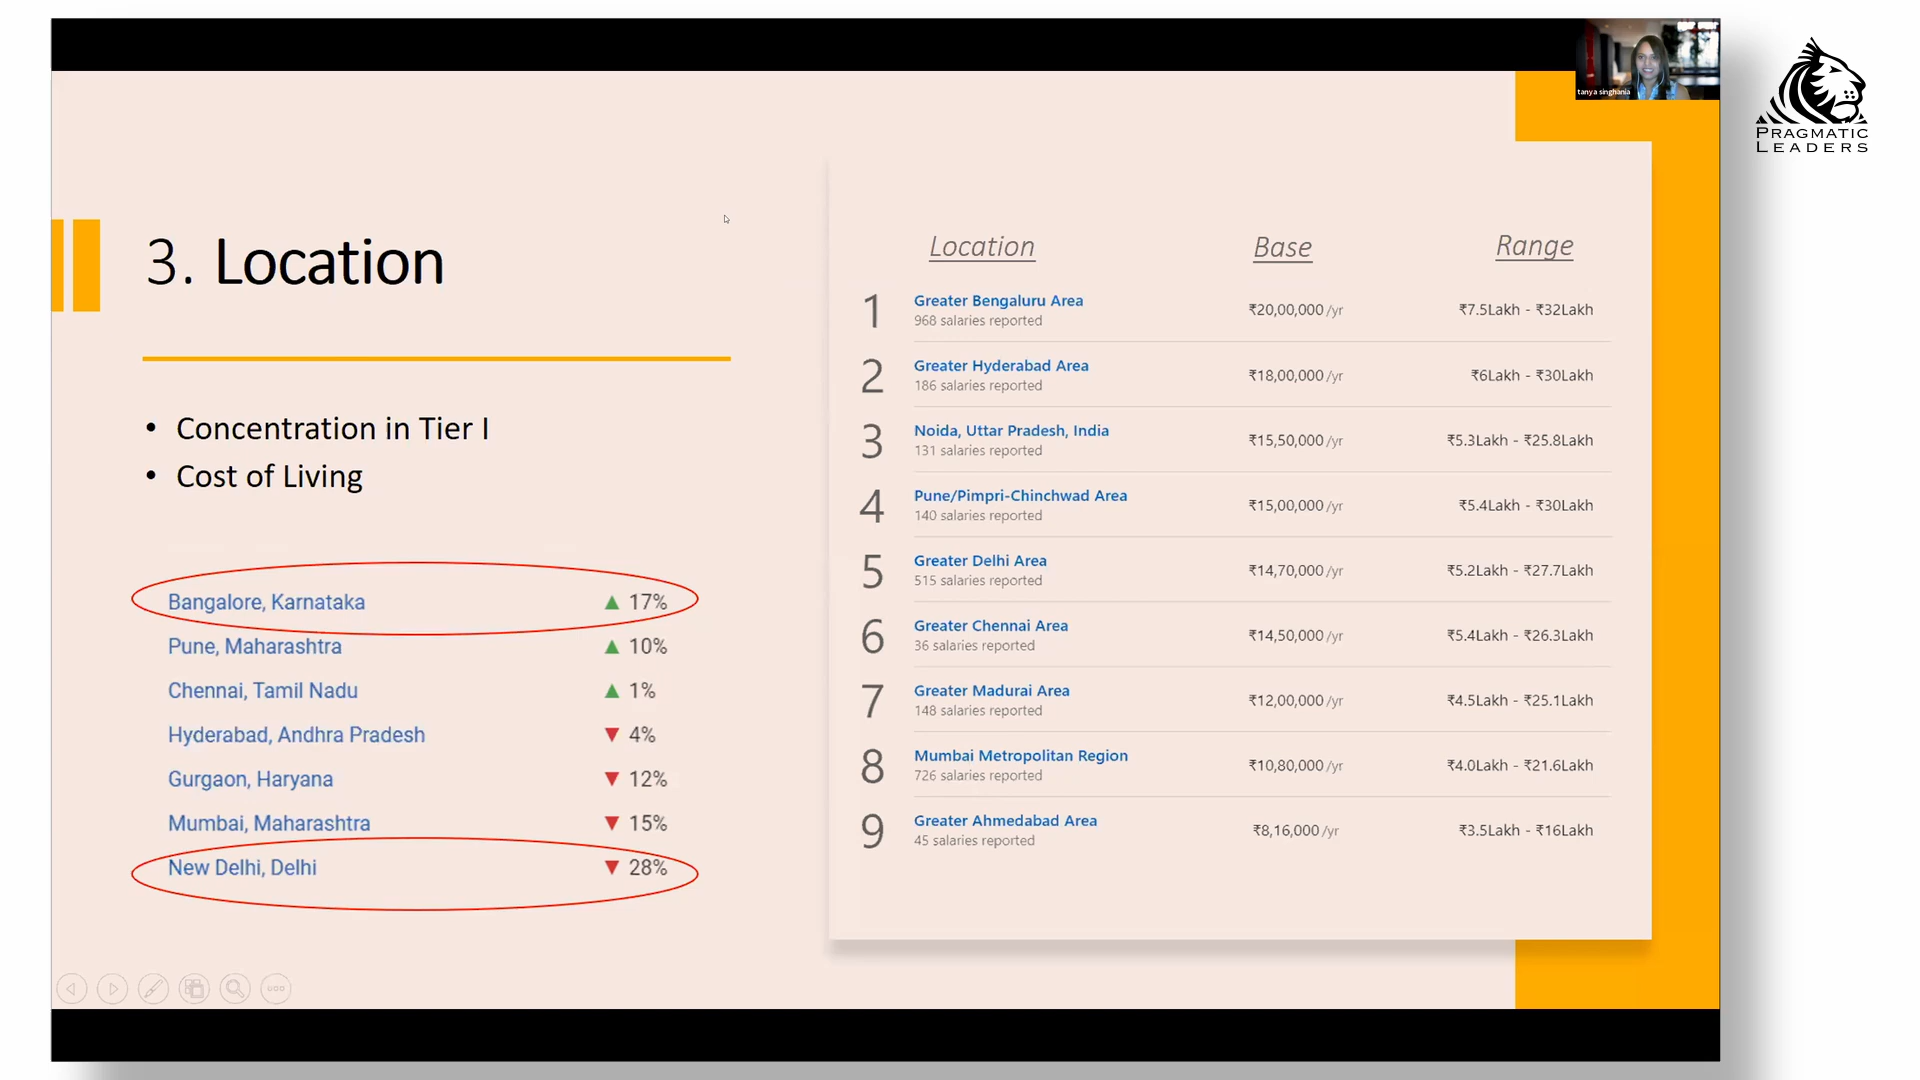 tanya singhania
PRAGMATIC
LEADERS
3. Location
• Concentration in Tier I
• Cost of Living
Bangalore, Karnataka ▲ 17%
Pune, Maharashtra ▲ 10%
Chennai, Tamil Nadu ▲ 1%
Hyderabad, Andhra Pradesh ▼ 4%
Gurgaon, Haryana ▼ 12%
Mumbai, Maharashtra ▼ 15%
New Delhi, Delhi ▼ 28%
Location Base Range
1 Greater Bengaluru Area ₹20,00,000 /yr ₹7.5Lakh - ₹32Lakh
968 salaries reported
2 Greater Hyderabad Area ₹18,00,000 /yr ₹6Lakh - ₹30Lakh
186 salaries reported
3 Noida, Uttar Pradesh, India ₹15,50,000 /yr ₹5.3Lakh - ₹25.8Lakh
131 salaries reported
4 Pune/Pimpri-Chinchwad Area ₹15,00,000 /yr ₹5.4Lakh - ₹30Lakh
140 salaries reported
5 Greater Delhi Area ₹14,70,000 /yr ₹5.2Lakh - ₹27.7Lakh
515 salaries reported
6 Greater Chennai Area ₹14,50,000 /yr ₹5.4Lakh - ₹26.3Lakh
36 salaries reported
7 Greater Madurai Area ₹12,00,000 /yr ₹4.5Lakh - ₹25.1Lakh
148 salaries reported
8 Mumbai Metropolitan Region ₹10,80,000 /yr ₹4.0Lakh - ₹21.6Lakh
726 salaries reported
9 Greater Ahmedabad Area ₹8,16,000 /yr ₹3.5Lakh - ₹16Lakh
45 salaries reported